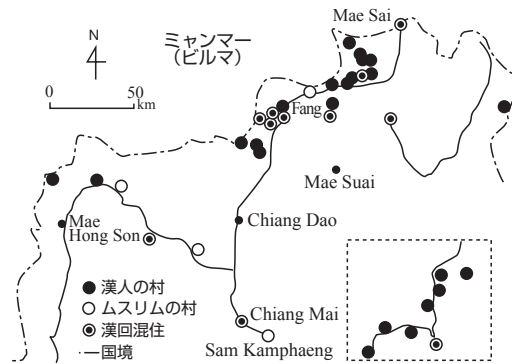 Mae Sai
N
ミャンマー
(ビルマ)
0 50
km
Fang
Mae Suai
Mae
Hong Son
Chiang Dao
●漢人の村
○ムスリムの村
◉漢回混住
-·-国境
Chiang Mai
Sam Kamphaeng